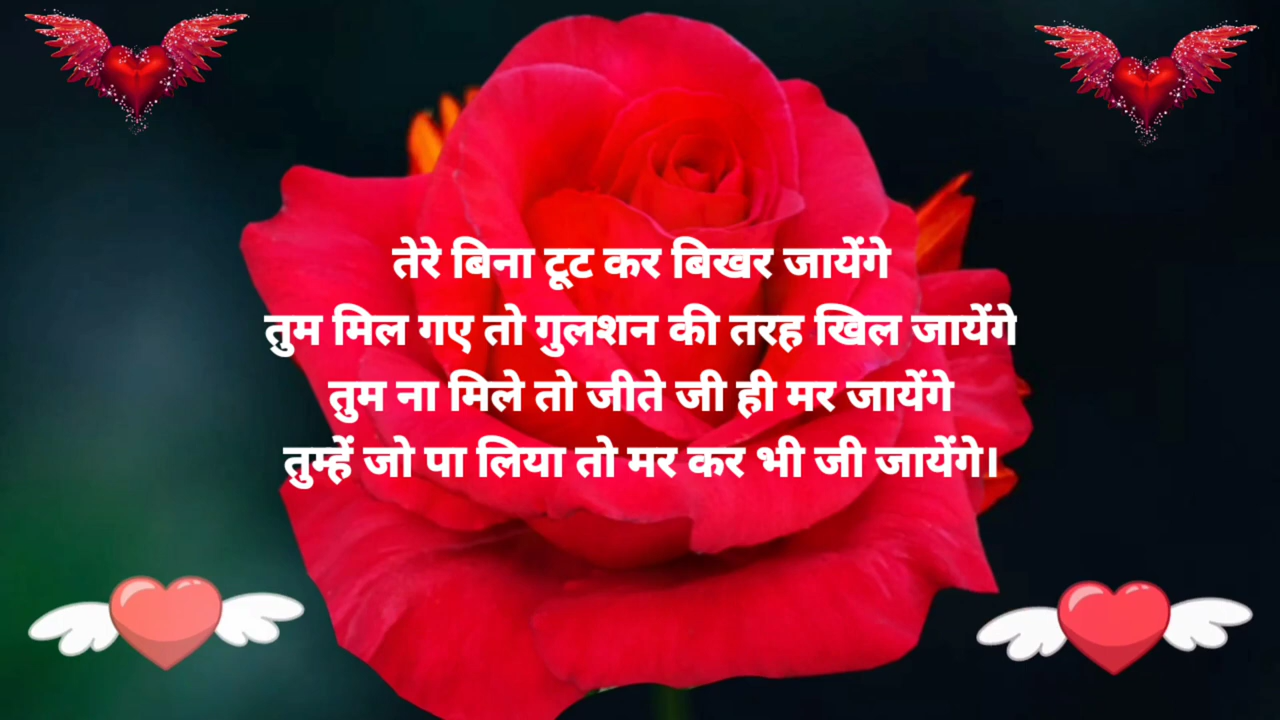 तेरे बिना टूट कर बिखर जायेंगे
तुम मिल गए तो गुलशन की तरह खिल जायेंगे
तुम ना मिले तो जीते जी ही मर जायेंगे
तुम्हें जो पा लिया तो मर कर भी जी जायेंगे।